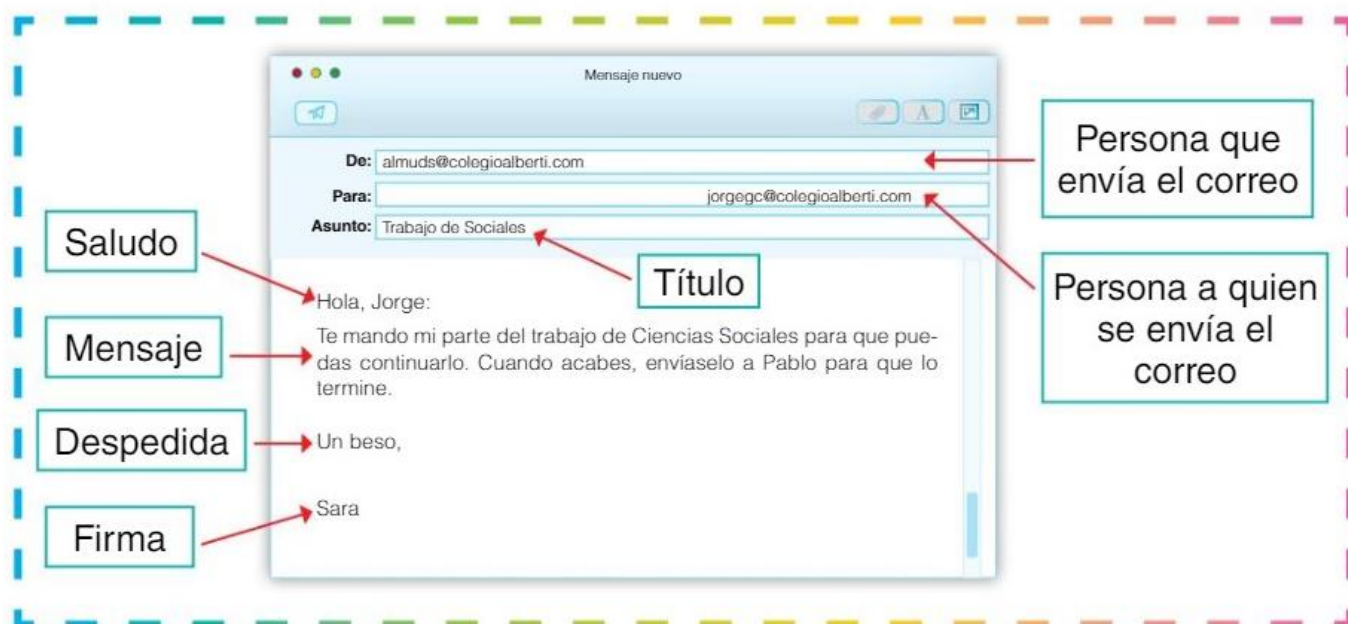 Mensaje nuevo
A
De: almuds@colegioalberti.com
Persona que
envía el correo
Para: jorgegc@colegioalberti.com
Asunto: Trabajo de Sociales
Saludo
Título
Persona a quien
se envía el
correo
Hola, Jorge:
Mensaje
Te mando mi parte del trabajo de Ciencias Sociales para que pue-
das continuarlo. Cuando acabes, envíaselo a Pablo para que lo
termine.
Despedida
Un beso,
Firma
Sara